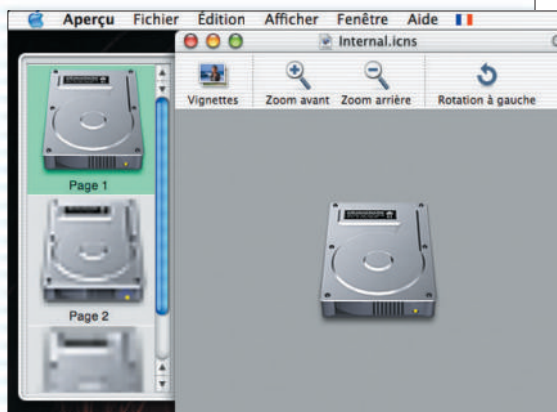 Aperçu Fichier Édition Afficher Fenêtre Aide
Internal.icns
Vignettes Zoom avant Zoom arrière Rotation à gauche
Page 1
Page 2